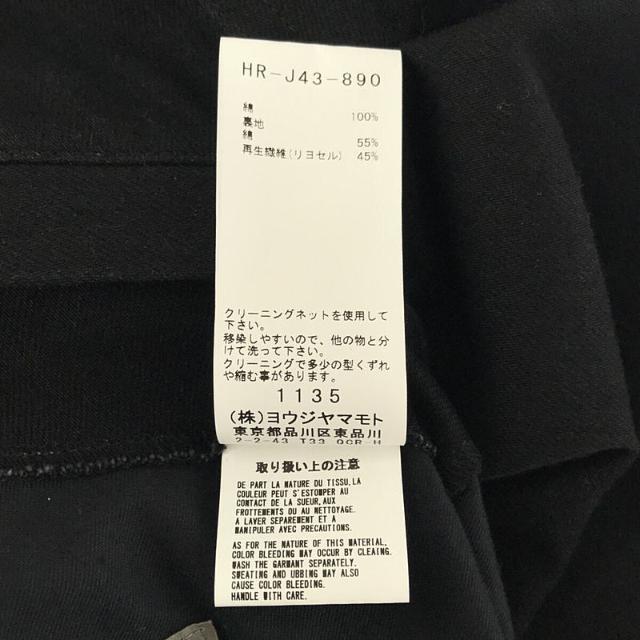 HR-J43-890
綿 100%
裏地
綿 55%
再生繊維(リヨセル) 45%
クリーニングネットを使用して
下さい。
移染しやすいので、他の物と分
けて洗って下さい。
クリーニングで多少の型くずれ
や縮む事があります。
1135
(株)ヨウジヤマモト
東京都品川区東品川
2-2-43 T33 9CR-H
取り扱い上の注意
DE PART LA NATURE DU TISSU,LA
COULEUR PEUT S'ESTOMPER AU
CONTACT DE LA SUEUR,AUX
FROTTEMENTS OU AU NETTOYAGE.
A LAVER SEPAREMENT ET A
MANIPULER AVEC PRECAUTIONS.
AS FOR THE NATURE OF THIS MATERIAL,
COLOR BLEEDING MAY OCCUR BY CLEAING.
WASH THE GARMANT SEPARATELY.
SWEATING AND UBBING MAY ALSO
CAUSE COLOR BLEEDING.
HANDLE WITH CARE.